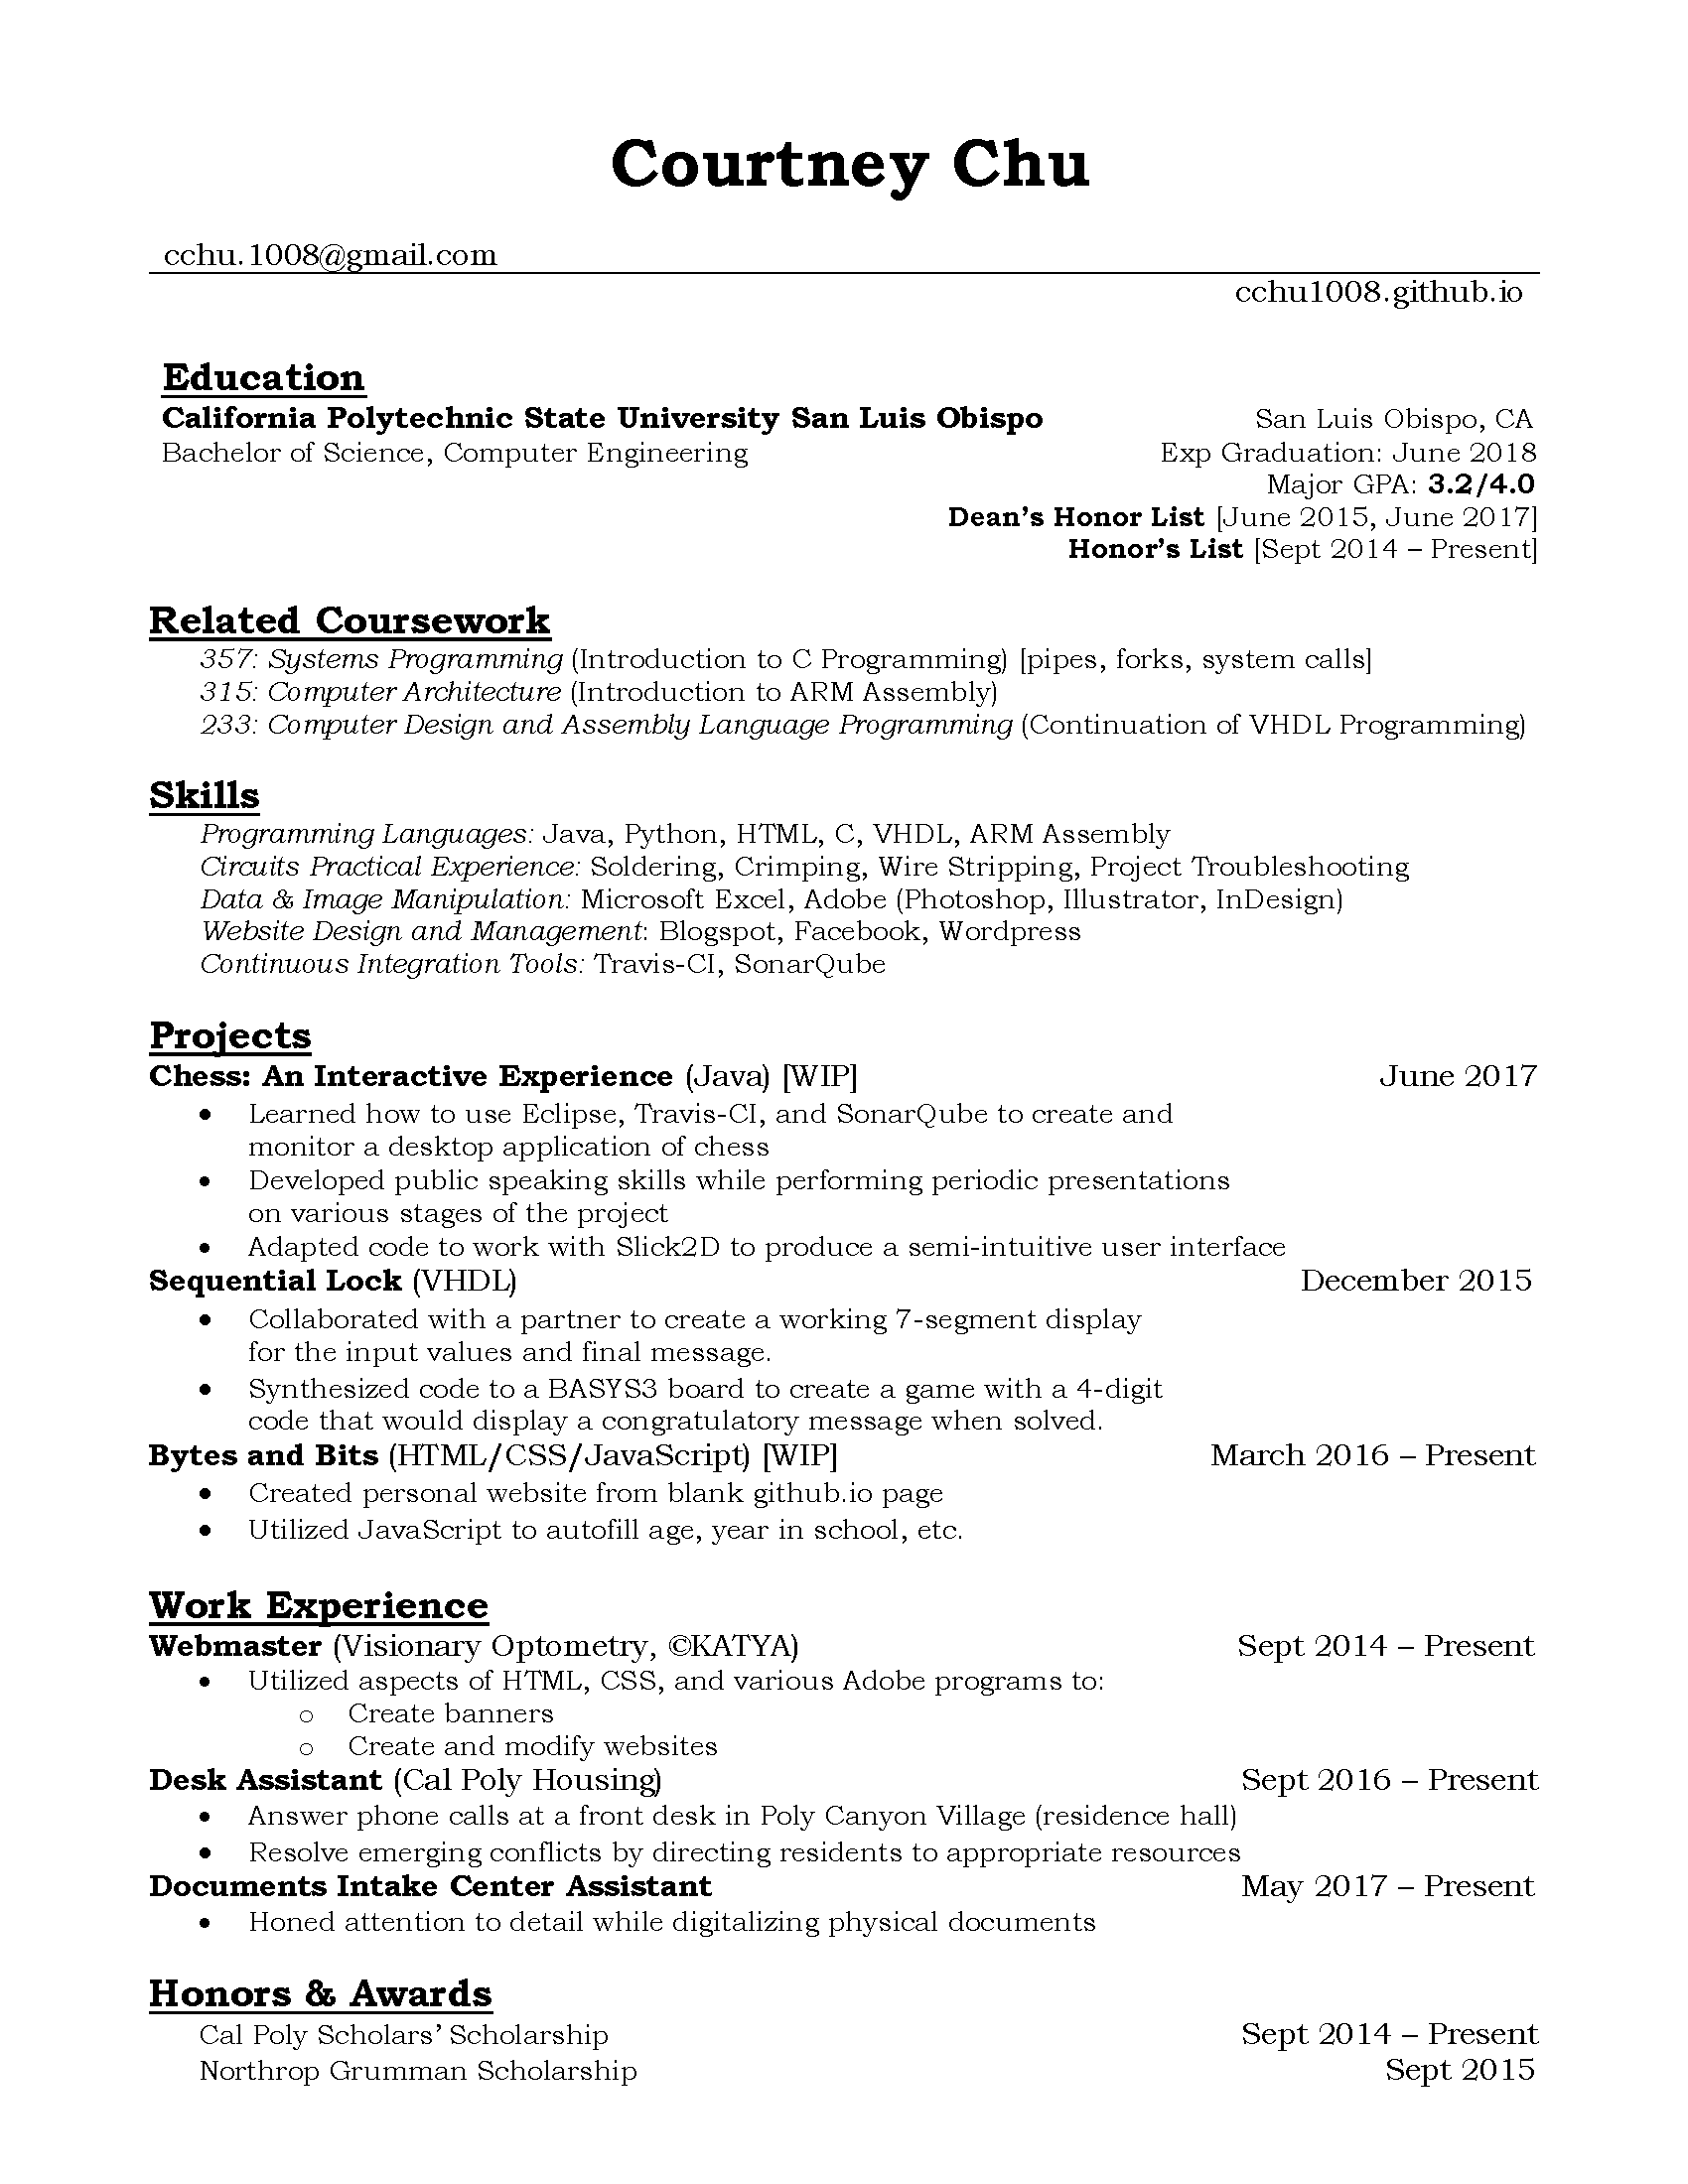 Courtney Chu
cchu.1008@gmail.com
cchu1008.github.io
Education
California Polytechnic State University San Luis Obispo San Luis Obispo, CA
Bachelor of Science, Computer Engineering Exp Graduation: June 2018
Major GPA: 3.2/4.0
Dean's Honor List [June 2015, June 2017]
Honor's List [Sept 2014 – Present]
Related Coursework
357: Systems Programming (Introduction to C Programming) [pipes, forks, system calls]
315: Computer Architecture (Introduction to ARM Assembly)
233: Computer Design and Assembly Language Programming (Continuation of VHDL Programming)
Skills
Programming Languages: Java, Python, HTML, C, VHDL, ARM Assembly
Circuits Practical Experience: Soldering, Crimping, Wire Stripping, Project Troubleshooting
Data & Image Manipulation: Microsoft Excel, Adobe (Photoshop, Illustrator, InDesign)
Website Design and Management: Blogspot, Facebook, Wordpress
Continuous Integration Tools: Travis-CI, SonarQube
Projects
Chess: An Interactive Experience (Java) [WIP] June 2017
• Learned how to use Eclipse, Travis-CI, and SonarQube to create and
monitor a desktop application of chess
• Developed public speaking skills while performing periodic presentations
on various stages of the project
• Adapted code to work with Slick2D to produce a semi-intuitive user interface
Sequential Lock (VHDL) December 2015
• Collaborated with a partner to create a working 7-segment display
for the input values and final message.
• Synthesized code to a BASYS3 board to create a game with a 4-digit
code that would display a congratulatory message when solved.
Bytes and Bits (HTML/CSS/JavaScript) [WIP] March 2016 – Present
• Created personal website from blank github.io page
• Utilized JavaScript to autofill age, year in school, etc.
Work Experience
Webmaster (Visionary Optometry, ©KATYA) Sept 2014 – Present
• Utilized aspects of HTML, CSS, and various Adobe programs to:
o Create banners
o Create and modify websites
Desk Assistant (Cal Poly Housing) Sept 2016 – Present
• Answer phone calls at a front desk in Poly Canyon Village (residence hall)
• Resolve emerging conflicts by directing residents to appropriate resources
Documents Intake Center Assistant May 2017 – Present
• Honed attention to detail while digitalizing physical documents
Honors & Awards
Cal Poly Scholars' Scholarship Sept 2014 – Present
Northrop Grumman Scholarship Sept 2015